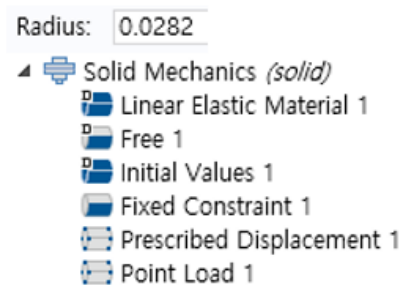 Radius: 0.0282
Solid Mechanics (solid)
D Linear Elastic Material 1
D Free 1
D Initial Values 1
Fixed Constraint 1
Prescribed Displacement 1
Point Load 1